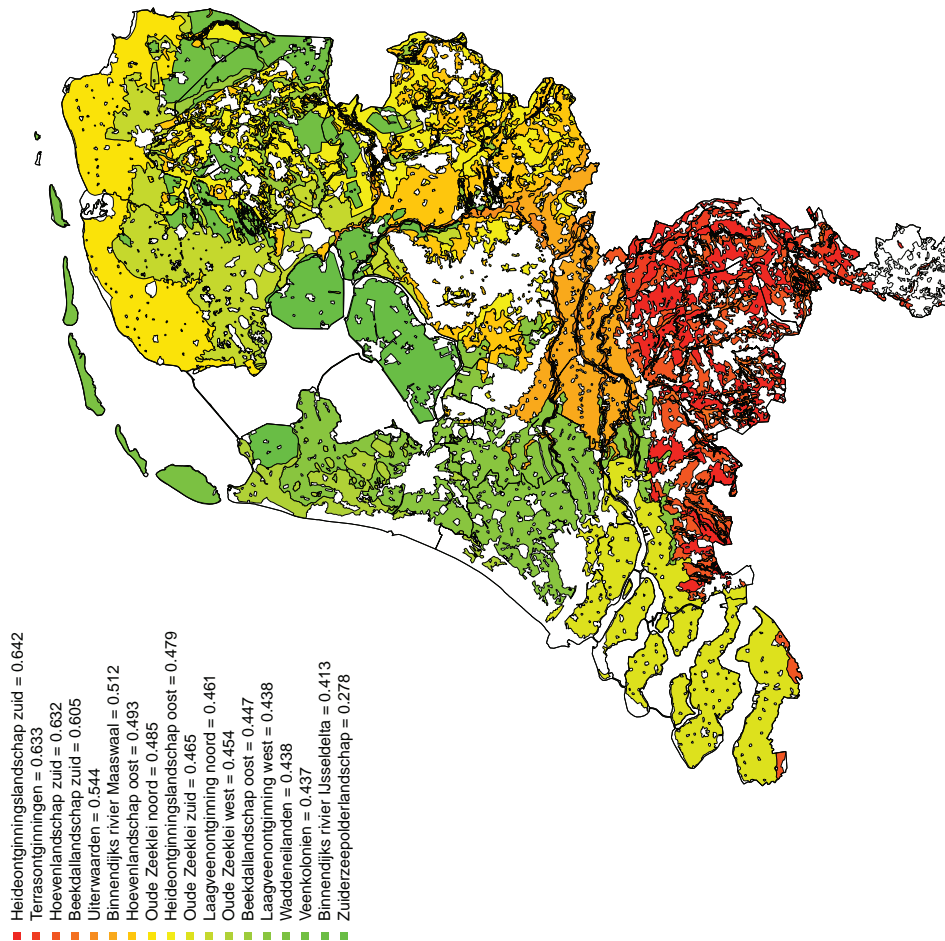 Heideontginningslandschap zuid = 0.642
Terrasontginningen = 0.633
Hoevenlandschap zuid = 0.632
Beekdallandschap zuid = 0.605
Uiterwaarden = 0.544
Binnendijks rivier Maaswaal = 0.512
Hoevenlandschap oost = 0.493
Oude Zeeklei noord = 0.485
Heideontginningslandschap oost = 0.479
Oude Zeeklei zuid = 0.465
Laagveenontginning noord = 0.461
Oude Zeeklei west = 0.454
Beekdallandschap oost = 0.447
Laagveenontginning west = 0.438
Waddeneilanden = 0.438
Veenkolonien = 0.437
Binnendijks rivier IJsseldelta = 0.413
Zuiderzeepolderlandschap = 0.278